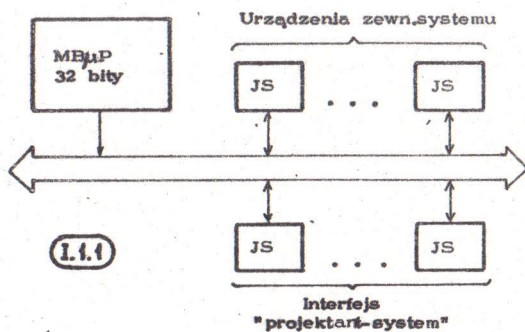 Urządzenia zewn.systemu
MBμP
32 bity
JS
. . .
JS
I.1.1
JS
. . .
JS
Interfejs
"projektant-system"